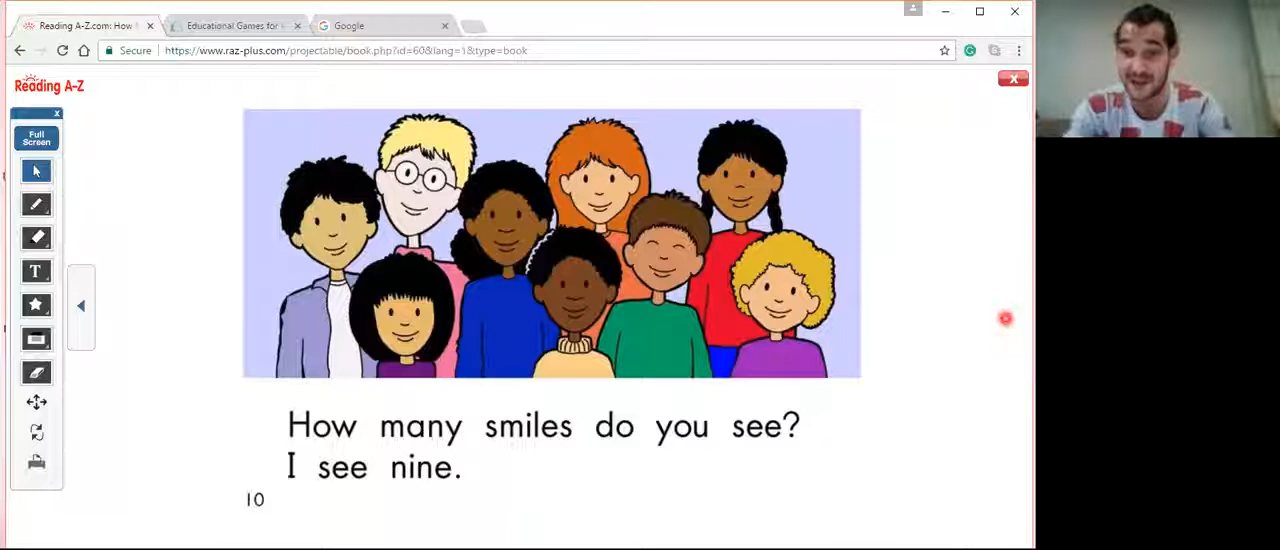 Reading A-Z.com: How
Educational Games for
Google
Secure
https://www.raz-plus.com/projectable/book.php?id=60&lang=1&type=book
Reading A-Z
X
x
Full
Screen
T
How many smiles do you see?
I see nine.
10